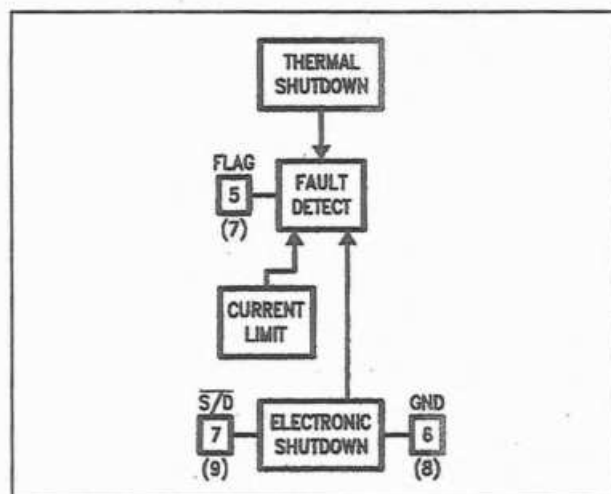 THERMAL
SHUTDOWN
FLAG
5
(7)
FAULT
DETECT
CURRENT
LIMIT
S/D
7
(9)
ELECTRONIC
SHUTDOWN
GND
6
(8)